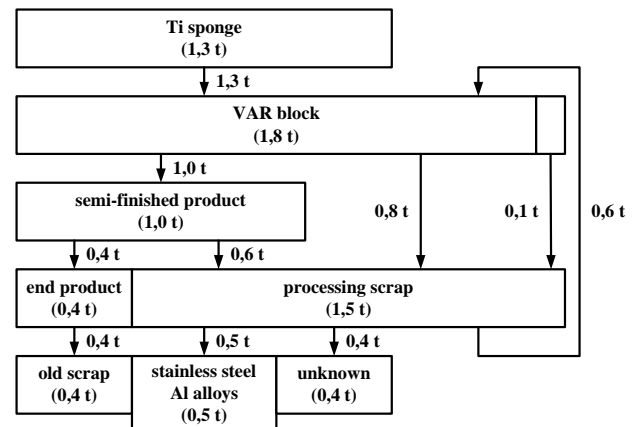 Ti sponge
(1,3 t)
1,3 t
VAR block
(1,8 t)
1,0 t
semi-finished product
(1,0 t)
0,8 t
0,1 t
0,6 t
0,4 t
0,6 t
end product
(0,4 t)
processing scrap
(1,5 t)
0,4 t
0,5 t
0,4 t
old scrap
(0,4 t)
stainless steel
Al alloys
(0,5 t)
unknown
(0,4 t)